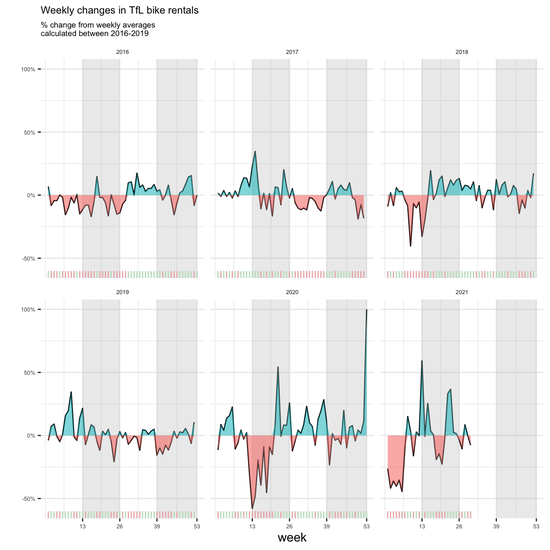 Weekly changes in TfL bike rentals
% change from weekly averages
calculated between 2016-2019
2016 2017 2018
100%
50%
0%
-50%
2019 2020 2021
100%
50%
0%
-50%
13 26 39 53 13 26 39 53 13 26 39 53
week